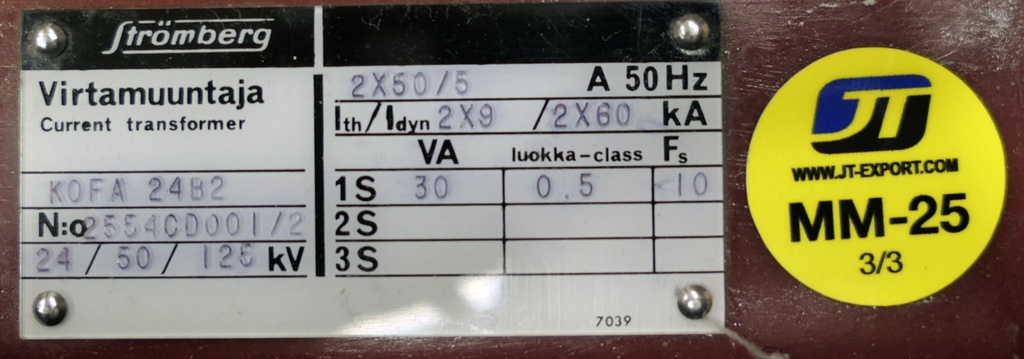 Strömberg
Virtamuuntaja
Current transformer
KOFA 24B2
N:o 2554CD001/2
24 / 50 / 125 kV
2X50/5 A 50Hz
Ith/Idyn 2X9 /2X60 kA
VA luokka-class Fs
1S 30 0.5 <10
2S
3S
7039
JT
WWW.JT-EXPORT.COM
MM-25
3/3